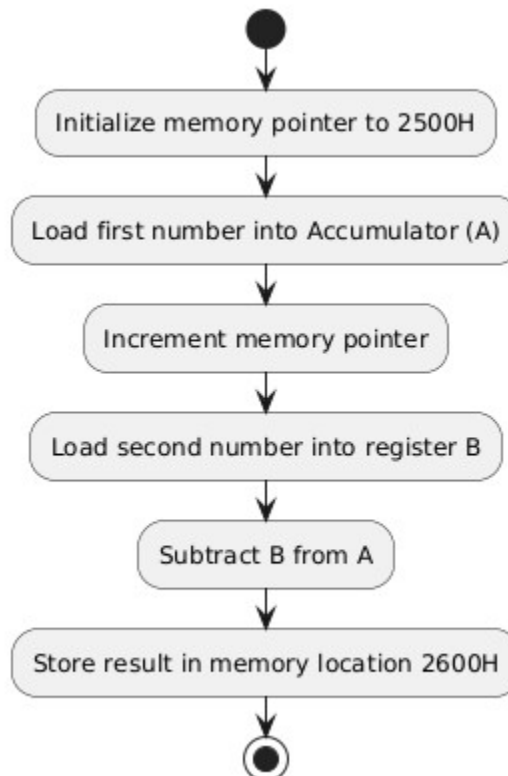 Initialize memory pointer to 2500H
Load first number into Accumulator (A)
Increment memory pointer
Load second number into register B
Subtract B from A
Store result in memory location 2600H